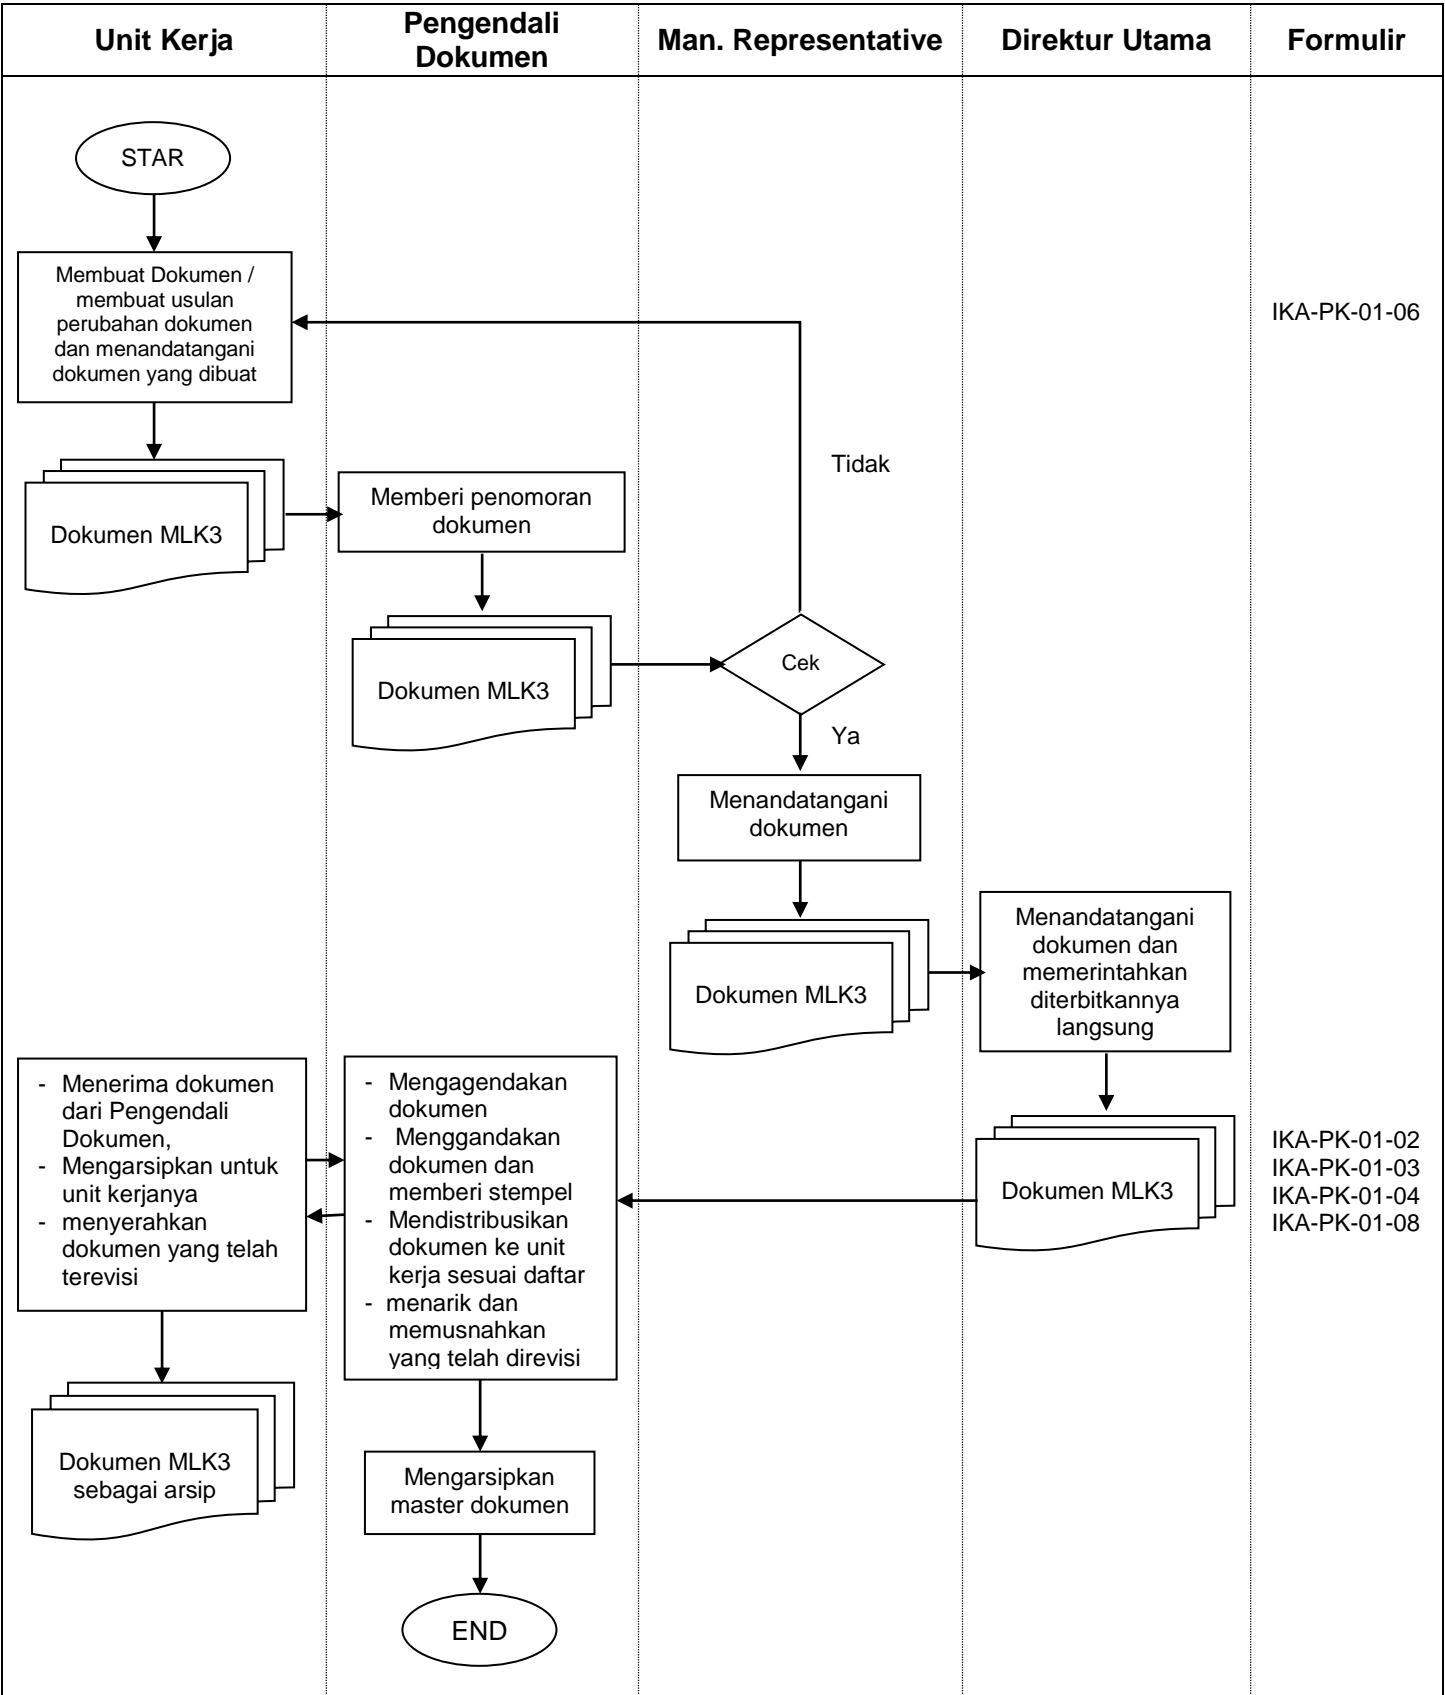 Unit Kerja
Pengendali
Dokumen
Man. Representative
Direktur Utama
Formulir
STAR
Membuat Dokumen /
membuat usulan
perubahan dokumen
dan menandatangani
dokumen yang dibuat
IKA-PK-01-06
Tidak
Dokumen MLK3
Memberi penomoran
dokumen
Dokumen MLK3
Cek
Ya
Menandatangani
dokumen
Dokumen MLK3
Menandatangani
dokumen dan
memerintahkan
diterbitkannya
langsung
Dokumen MLK3
IKA-PK-01-02
IKA-PK-01-03
IKA-PK-01-04
IKA-PK-01-08
- Mengagendakan
dokumen
- Menggandakan
dokumen dan
memberi stempel
- Mendistribusikan
dokumen ke unit
kerja sesuai daftar
- menarik dan
memusnahkan
yang telah direvisi
- Menerima dokumen
dari Pengendali
Dokumen,
- Mengarsipkan untuk
unit kerjanya
- menyerahkan
dokumen yang telah
terevisi
Dokumen MLK3
sebagai arsip
Mengarsipkan
master dokumen
END